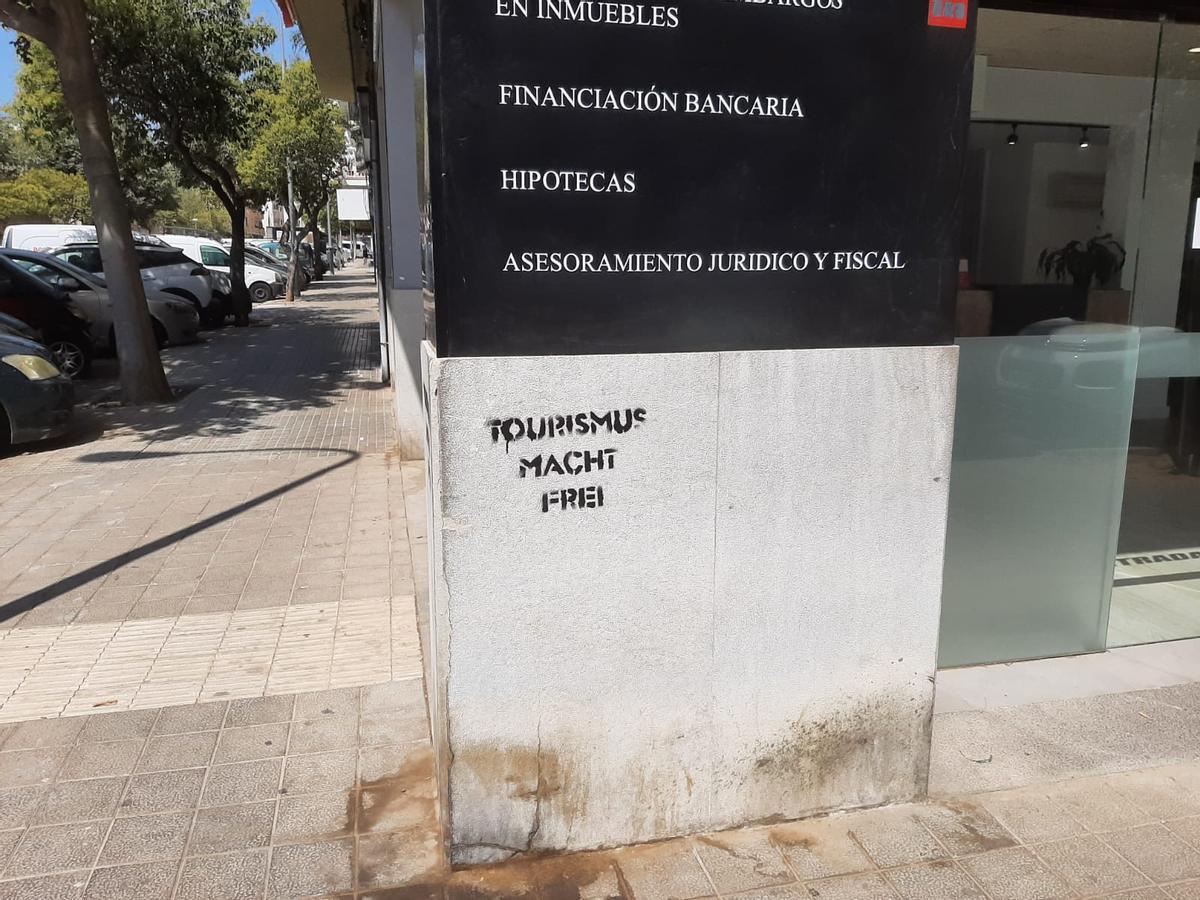 EN INMUEBLES
FINANCIACIÓN BANCARIA
HIPOTECAS
ASESORAMIENTO JURIDICO Y FISCAL
TOURISMUS
MACHT
FREI